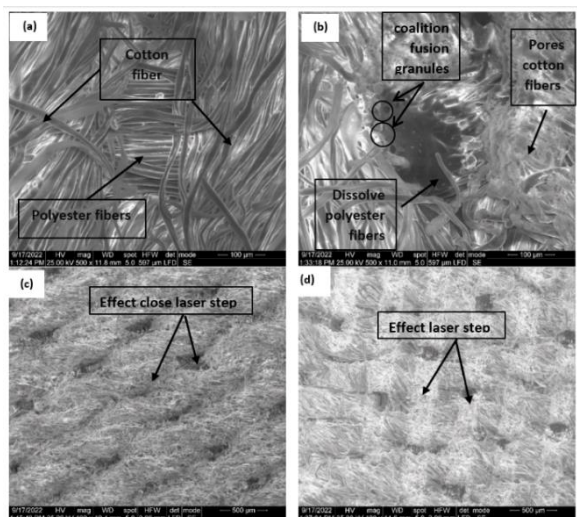 (a)
Cotton
fiber
Polyester fibers
9/17/2022 HV mag WD spot HFW det mode
1:12:24 PM 25.00 kV 500 x 11.8 mm 5.0 597 µm LFD SE
100 µm
(b)
coalition
fusion
granules
Pores
cotton
fibers
Dissolve
polyester
fibers
9/17/2022 HV mag WD spot HFW det mode
1:33:18 PM 25.00 kV 500 x 11.0 mm 5.0 597 µm LFD SE
100 µm
(c)
Effect close laser step
9/17/2022 HV mag WD spot HFW det mode
500 µm
(d)
Effect laser step
9/17/2022 HV mag WD spot HFW det mode
500 µm